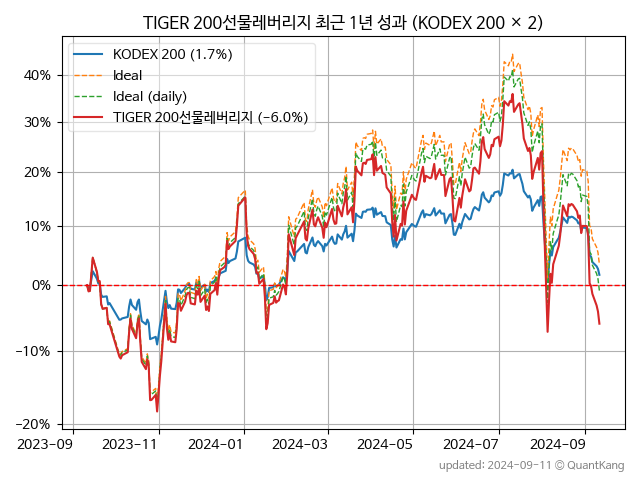 TIGER 200선물레버리지 최근 1년 성과 (KODEX 200 × 2)
KODEX 200 (1.7%)
Ideal
Ideal (daily)
TIGER 200선물레버리지 (−6.0%)
40%
30%
20%
10%
0%
−10%
−20%
2023-09
2023-11
2024-01
2024-03
2024-05
2024-07
2024-09
updated: 2024-09-11 © QuantKang